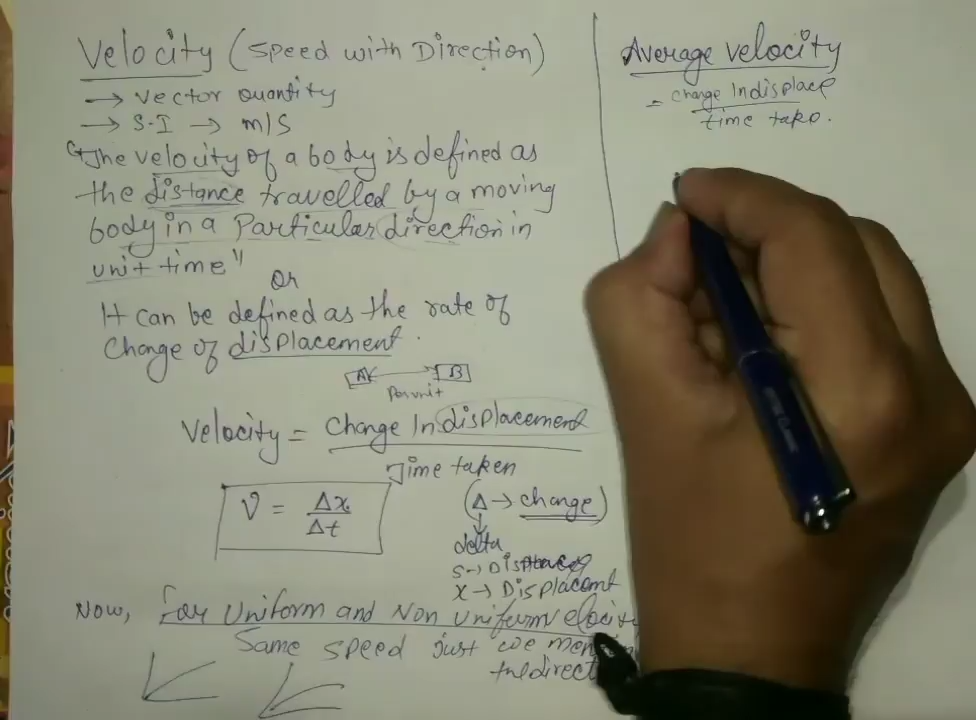 Velocity (Speed with Direction)
→ Vector Quantity
→ S.I → m/s
"The velocity of a body is defined as
the distance travelled by a moving
body in a Particular direction in
unit time"
Or
It can be defined as the rate of
Change of displacement.
A B
Velocity = Change In displacement
Time taken
V = Δx
Δt
(Δ → change)
delta
x → Displacemt
Now, For Uniform and Non Uniform velocity
Same speed just we
the direct
Average Velocity
= change In displace
time take.